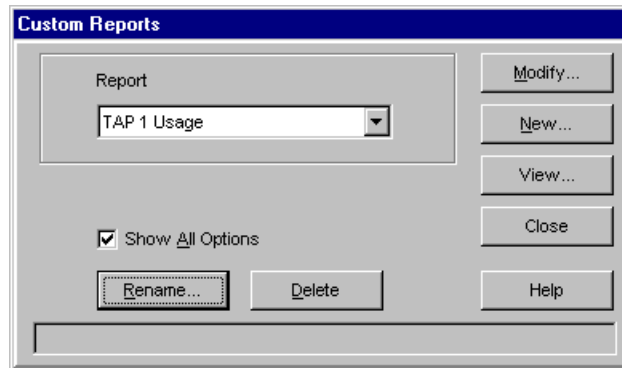 Custom Reports
Report
TAP 1 Usage
Show All Options
Rename...
Delete
Modify...
New...
View...
Close
Help